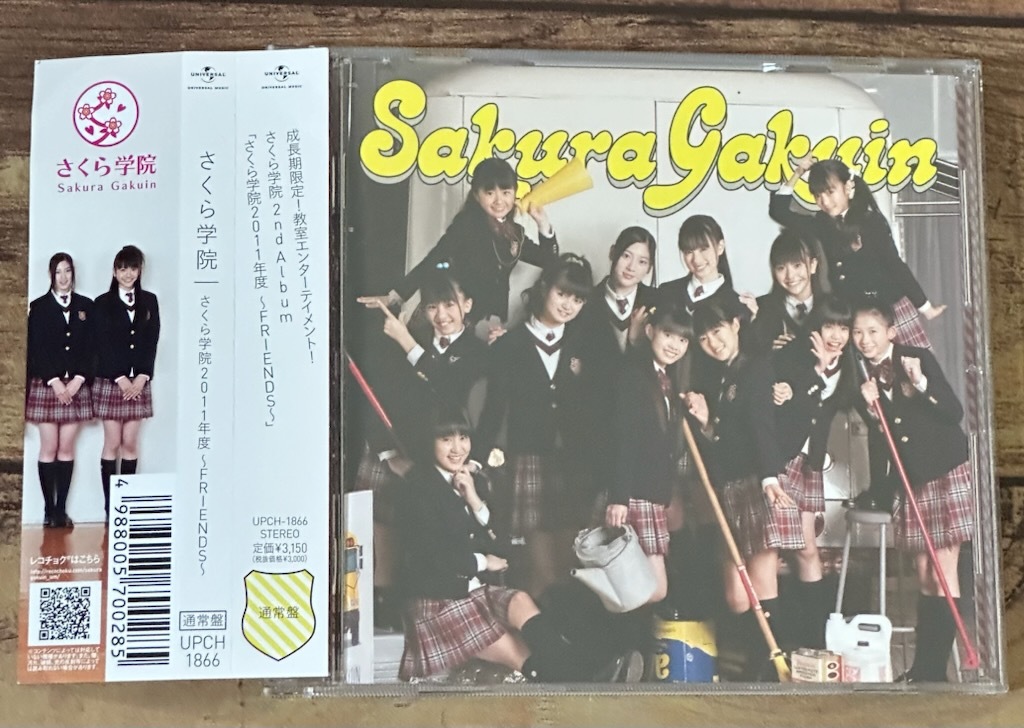 さくら学院
Sakura Gakuin
レコチョク®はこちら
4 988005 700285
UNIVERSAL
UNIVERSAL MUSIC
さくら学院 | さくら学院2011年度 ～FRIENDS～
通常盤
UPCH
1866
UNIVERSAL
UNIVERSAL MUSIC
成長期限定！教室エンターテイメント！
さくら学院 2nd Album
「さくら学院2011年度 ～FRIENDS～」
UPCH-1866
STEREO
定価¥3,150
(税抜価格¥3,000)
通常盤
Sakura Gakuin